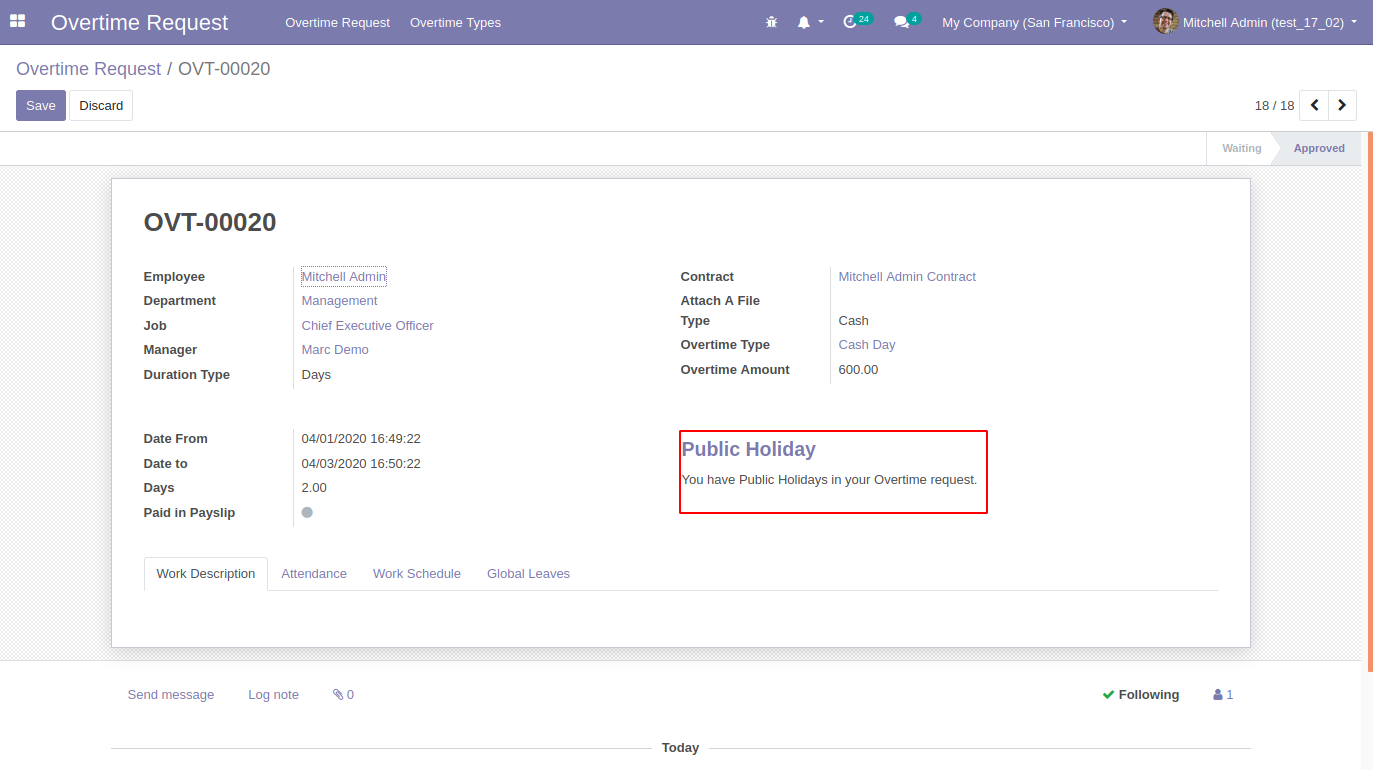 Overtime Request
Overtime Request Overtime Types
24
4
My Company (San Francisco)
Mitchell Admin (test_17_02)
Overtime Request / OVT-00020
Save Discard
18 / 18
Waiting Approved
OVT-00020
Employee Mitchell Admin
Department Management
Job Chief Executive Officer
Manager Marc Demo
Duration Type Days
Contract Mitchell Admin Contract
Attach A File
Type Cash
Overtime Type Cash Day
Overtime Amount 600.00
Date From 04/01/2020 16:49:22
Date to 04/03/2020 16:50:22
Days 2.00
Paid in Payslip
Public Holiday
You have Public Holidays in your Overtime request.
Work Description Attendance Work Schedule Global Leaves
Send message Log note 0
Following 1
Today